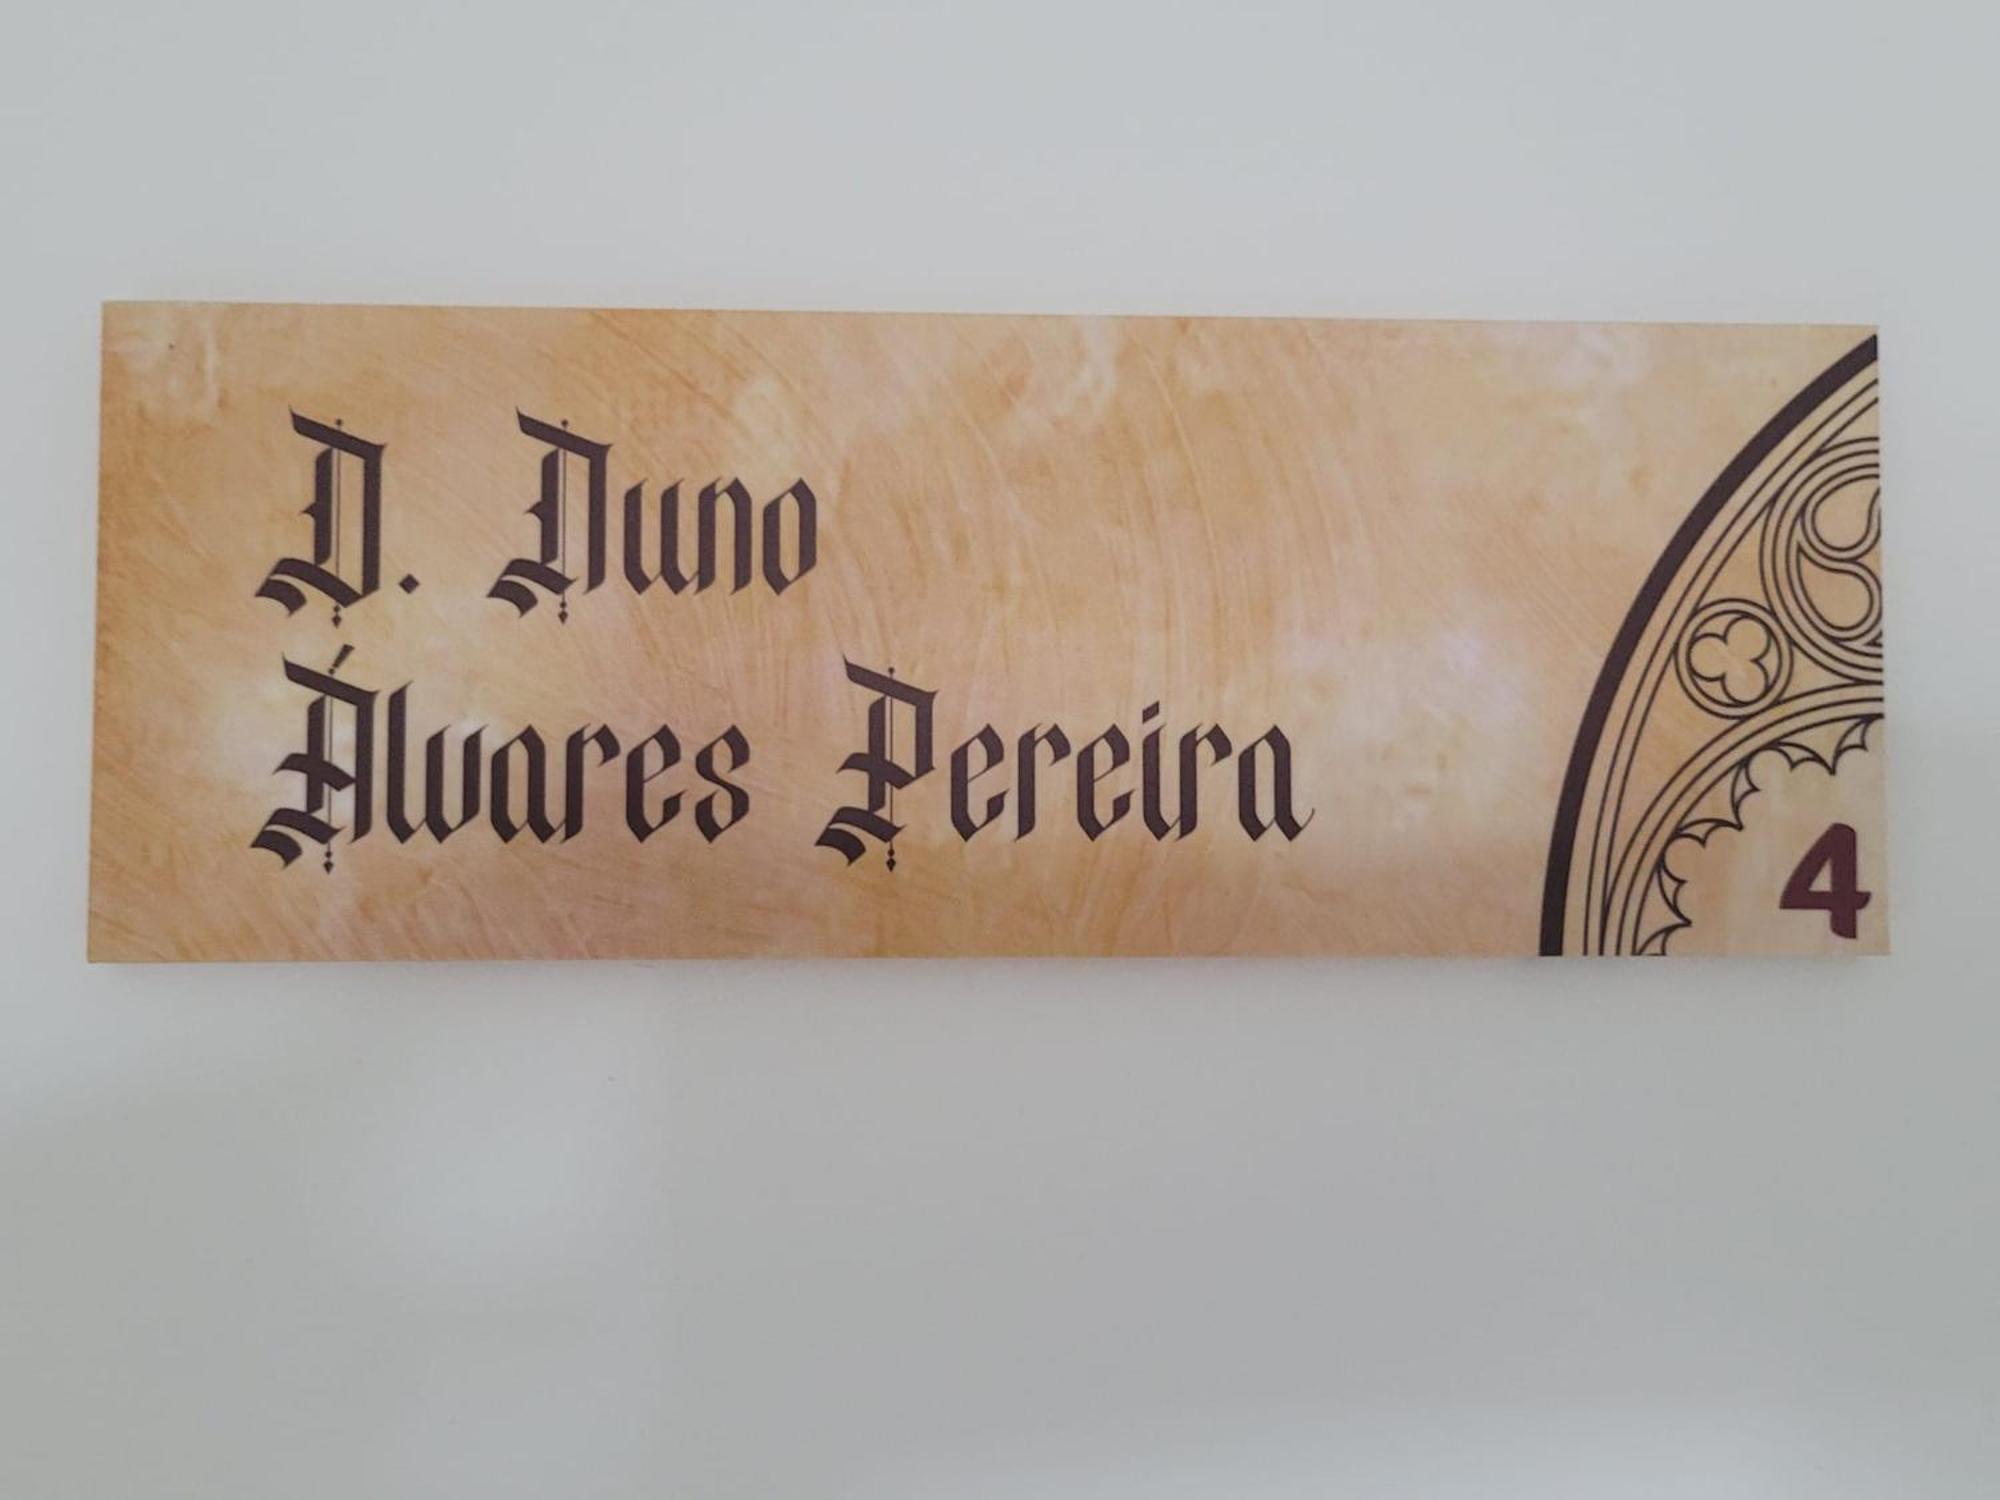 D. Nuno
Álvares Pereira
4